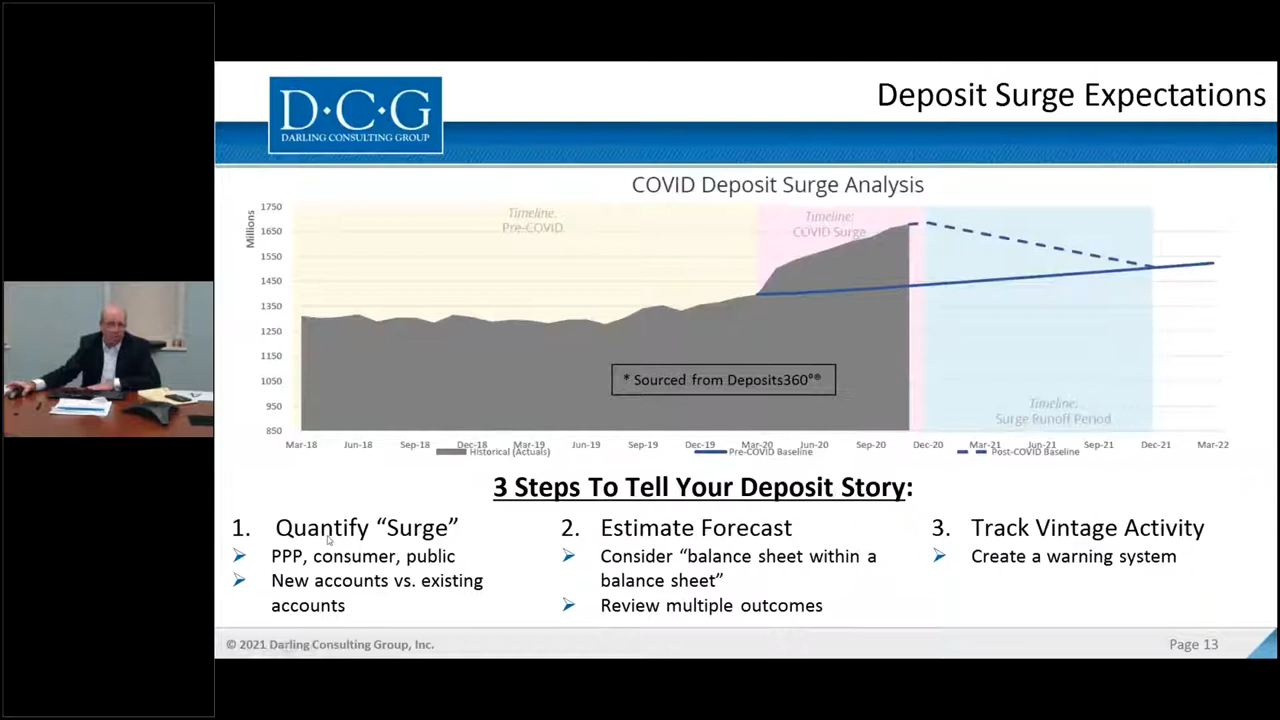 D·C·G
DARLING CONSULTING GROUP
Deposit Surge Expectations
COVID Deposit Surge Analysis
Millions
1750
1650
1550
1450
1350
1250
1150
1050
950
850
Timeline:
Pre-COVID
Timeline:
COVID Surge
* Sourced from Deposits360°®
Timeline:
Surge Runoff Period
Mar-18 Jun-18 Sep-18 Dec-18 Mar-19 Jun-19 Sep-19 Dec-19 Mar-20 Jun-20 Sep-20 Dec-20 Mar-21 Jun-21 Sep-21 Dec-21 Mar-22
Historical (Actuals) Pre-COVID Baseline Post-COVID Baseline
3 Steps To Tell Your Deposit Story:
1. Quantify “Surge”
PPP, consumer, public
New accounts vs. existing
accounts
2. Estimate Forecast
Consider “balance sheet within a
balance sheet”
Review multiple outcomes
3. Track Vintage Activity
Create a warning system
© 2021 Darling Consulting Group, Inc.
Page 13